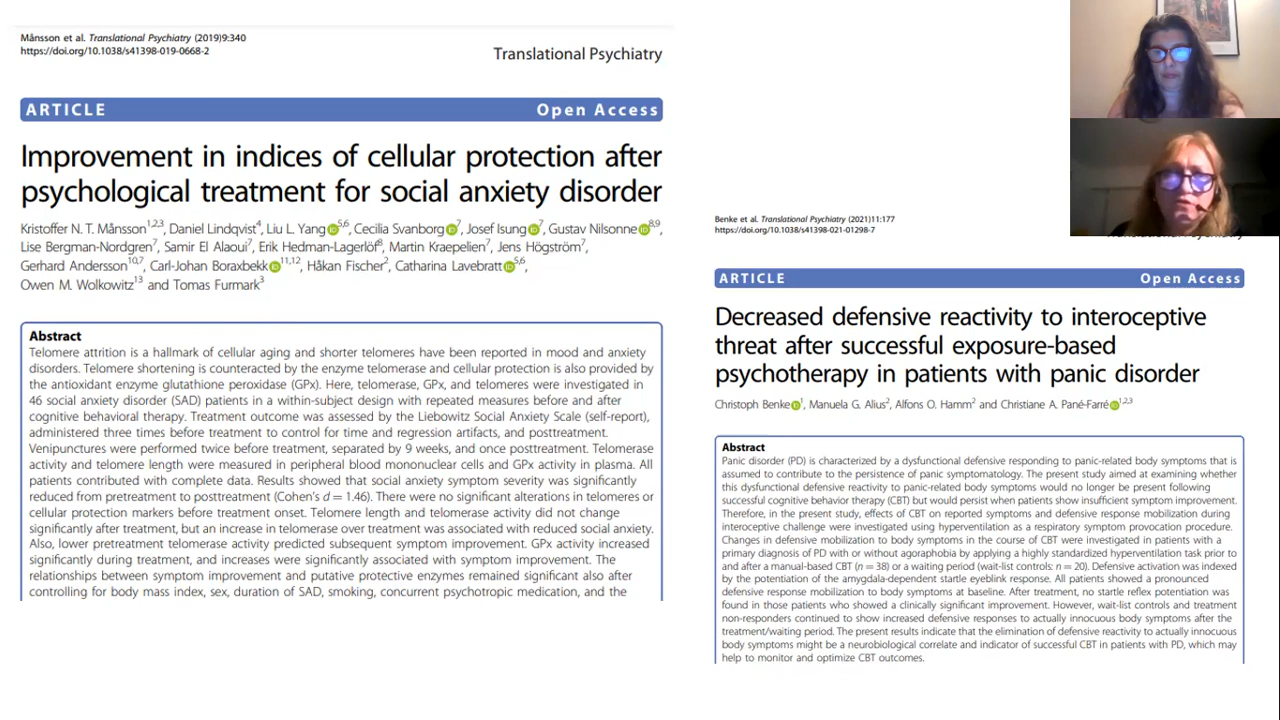 Månsson et al. Translational Psychiatry (2019)9:340
https://doi.org/10.1038/s41398-019-0668-2
Translational Psychiatry
ARTICLE
Open Access
Improvement in indices of cellular protection after
psychological treatment for social anxiety disorder
Kristoffer N. T. Månsson1,2,3, Daniel Lindqvist4, Liu L. Yang5,6, Cecilia Svanborg7, Josef Isung7, Gustav Nilsonne8,9,
Lise Bergman-Nordgren7, Samir El Alaoui7, Erik Hedman-Lagerlöf8, Martin Kraepelien7, Jens Högström7,
Gerhard Andersson10,7, Carl-Johan Boraxbekk11,12, Håkan Fischer2, Catharina Lavebratt5,6,
Owen M. Wolkowitz13 and Tomas Furmark3
Abstract
Telomere attrition is a hallmark of cellular aging and shorter telomeres have been reported in mood and anxiety
disorders. Telomere shortening is counteracted by the enzyme telomerase and cellular protection is also provided by
the antioxidant enzyme glutathione peroxidase (GPx). Here, telomerase, GPx, and telomeres were investigated in
46 social anxiety disorder (SAD) patients in a within-subject design with repeated measures before and after
cognitive behavioral therapy. Treatment outcome was assessed by the Liebowitz Social Anxiety Scale (self-report),
administered three times before treatment to control for time and regression artifacts, and posttreatment.
Venipunctures were performed twice before treatment, separated by 9 weeks, and once posttreatment. Telomerase
activity and telomere length were measured in peripheral blood mononuclear cells and GPx activity in plasma. All
patients contributed with complete data. Results showed that social anxiety symptom severity was significantly
reduced from pretreatment to posttreatment (Cohen's d = 1.46). There were no significant alterations in telomeres or
cellular protection markers before treatment onset. Telomere length and telomerase activity did not change
significantly after treatment, but an increase in telomerase over treatment was associated with reduced social anxiety.
Also, lower pretreatment telomerase activity predicted subsequent symptom improvement. GPx activity increased
significantly during treatment, and increases were significantly associated with symptom improvement. The
relationships between symptom improvement and putative protective enzymes remained significant also after
controlling for body mass index, sex, duration of SAD, smoking, concurrent psychotropic medication, and the
Benke et al. Translational Psychiatry (2021)11:177
https://doi.org/10.1038/s41398-021-01298-7
ARTICLE
Open Access
Decreased defensive reactivity to interoceptive
threat after successful exposure-based
psychotherapy in patients with panic disorder
Christoph Benke1, Manuela G. Alius2, Alfons O. Hamm2 and Christiane A. Pané-Farré1,2,3
Abstract
Panic disorder (PD) is characterized by a dysfunctional defensive responding to panic-related body symptoms that is
assumed to contribute to the persistence of panic symptomatology. The present study aimed at examining whether
this dysfunctional defensive reactivity to panic-related body symptoms would no longer be present following
successful cognitive behavior therapy (CBT) but would persist when patients show insufficient symptom improvement.
Therefore, in the present study, effects of CBT on reported symptoms and defensive response mobilization during
interoceptive challenge were investigated using hyperventilation as a respiratory symptom provocation procedure.
Changes in defensive mobilization to body symptoms in the course of CBT were investigated in patients with a
primary diagnosis of PD with or without agoraphobia by applying a highly standardized hyperventilation task prior to
and after a manual-based CBT (n = 38) or a waiting period (wait-list controls: n = 20). Defensive activation was indexed
by the potentiation of the amygdala-dependent startle eyeblink response. All patients showed a pronounced
defensive response mobilization to body symptoms at baseline. After treatment, no startle reflex potentiation was
found in those patients who showed a clinically significant improvement. However, wait-list controls and treatment
non-responders continued to show increased defensive responses to actually innocuous body symptoms after the
treatment/waiting period. The present results indicate that the elimination of defensive reactivity to actually innocuous
body symptoms might be a neurobiological correlate and indicator of successful CBT in patients with PD, which may
help to monitor and optimize CBT outcomes.